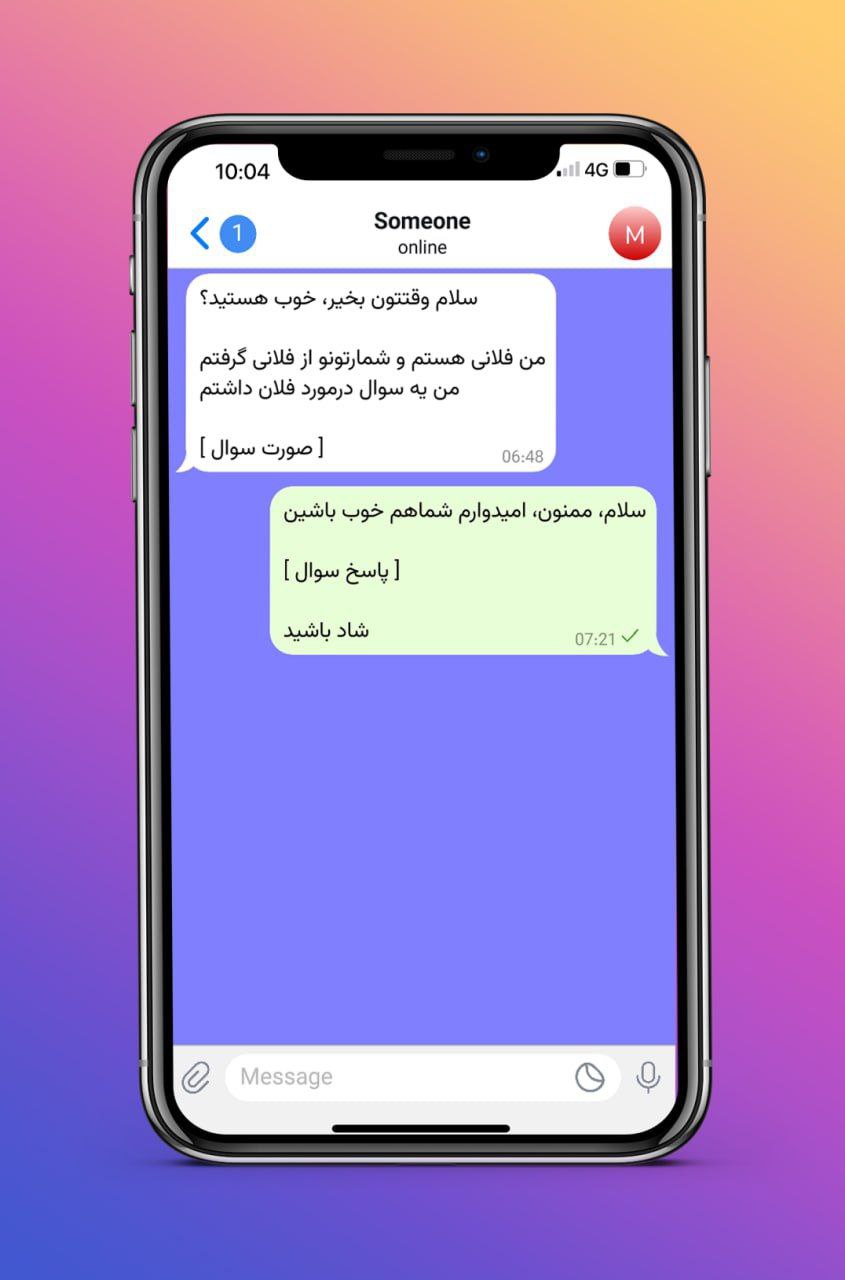 10:04
4G
1
Someone
online
M
سلام وقتتون بخیر، خوب هستید؟
من فلانی هستم و شمارتونو از فلانی گرفتم
من یه سوال درمورد فلان داشتم
[ صورت سوال ]
06:48
سلام، ممنون، امیدوارم شماهم خوب باشین
[ پاسخ سوال ]
شاد باشید
07:21
Message